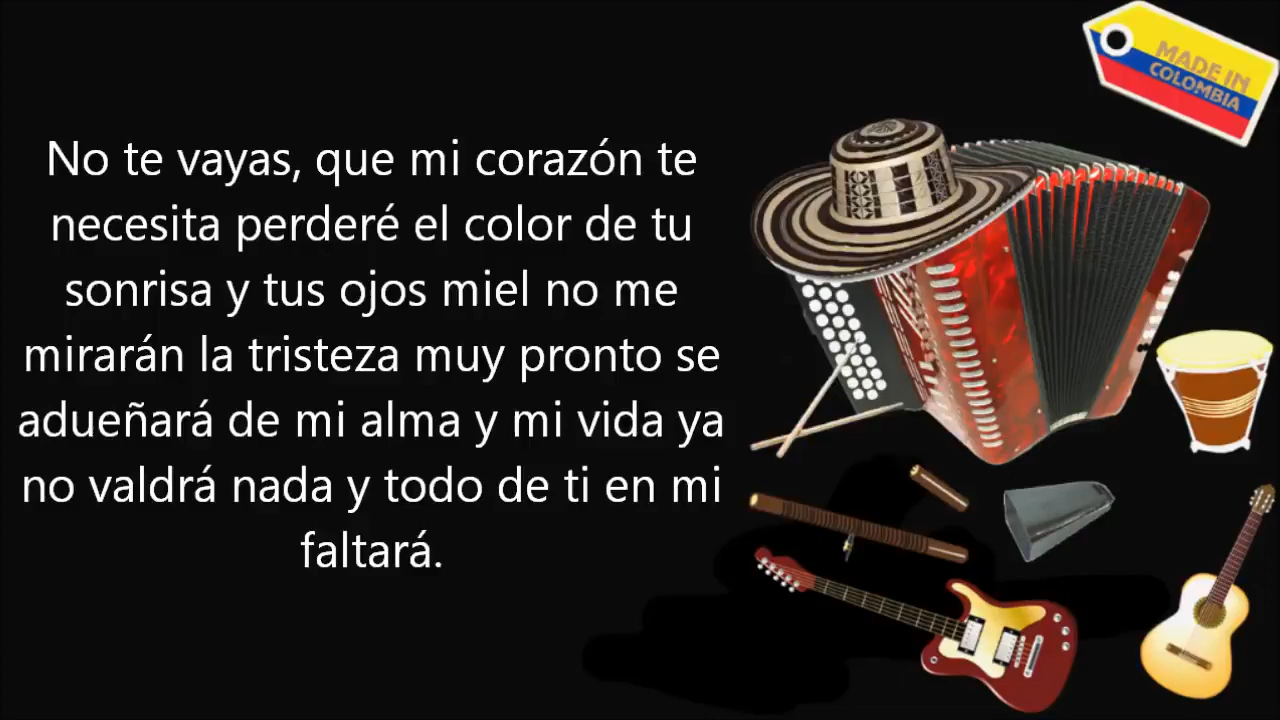 No te vayas, que mi corazón te
necesita perderé el color de tu
sonrisa y tus ojos miel no me
mirarán la tristeza muy pronto se
adueñará de mi alma y mi vida ya
no valdrá nada y todo de ti en mi
faltará.
MADE IN
COLOMBIA